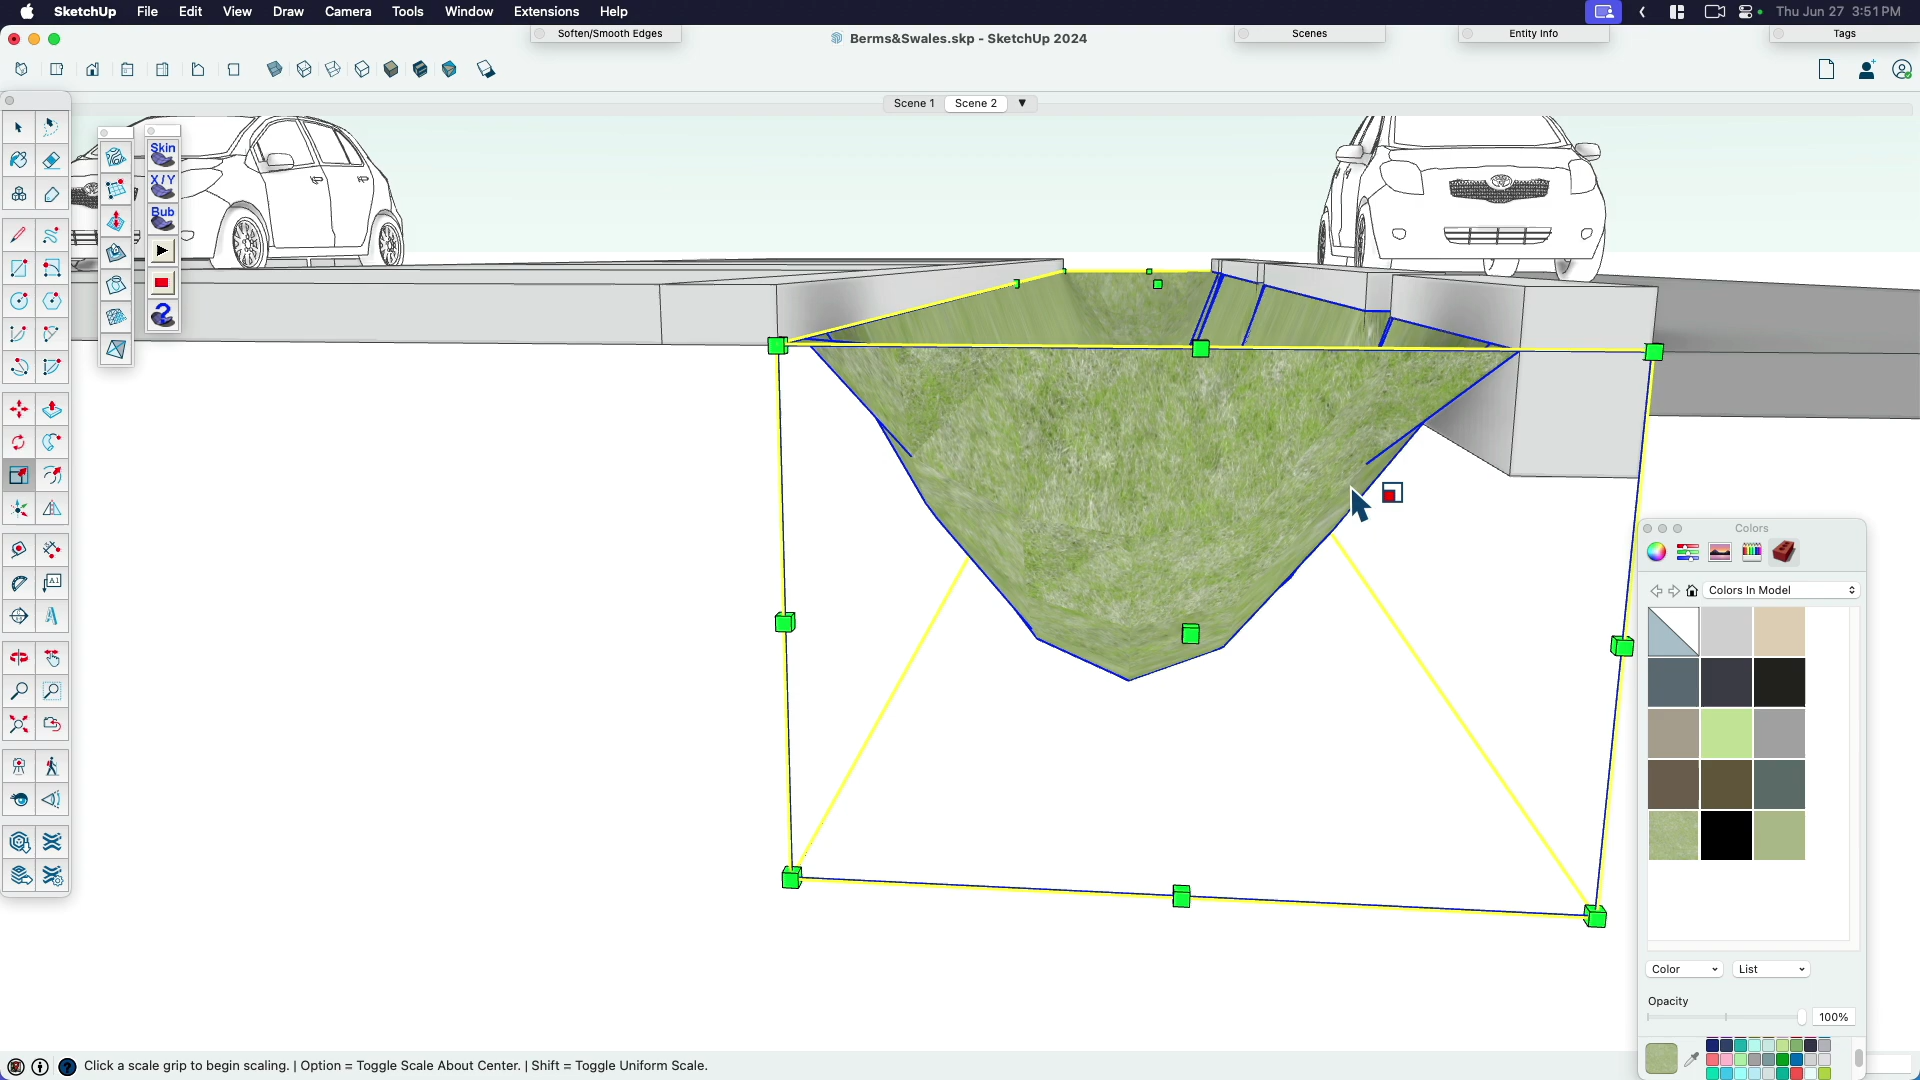 SketchUp File Edit View Draw Camera Tools Window Extensions Help Thu Jun 27 3:51 PM
Soften/Smooth Edges Berms&Swales.skp - SketchUp 2024 Scenes Entity Info Tags
Scene 1 Scene 2
Skin
X/Y
Bub
A1
Colors
Colors In Model
Color List
Opacity
100%
Click a scale grip to begin scaling. | Option = Toggle Scale About Center. | Shift = Toggle Uniform Scale.